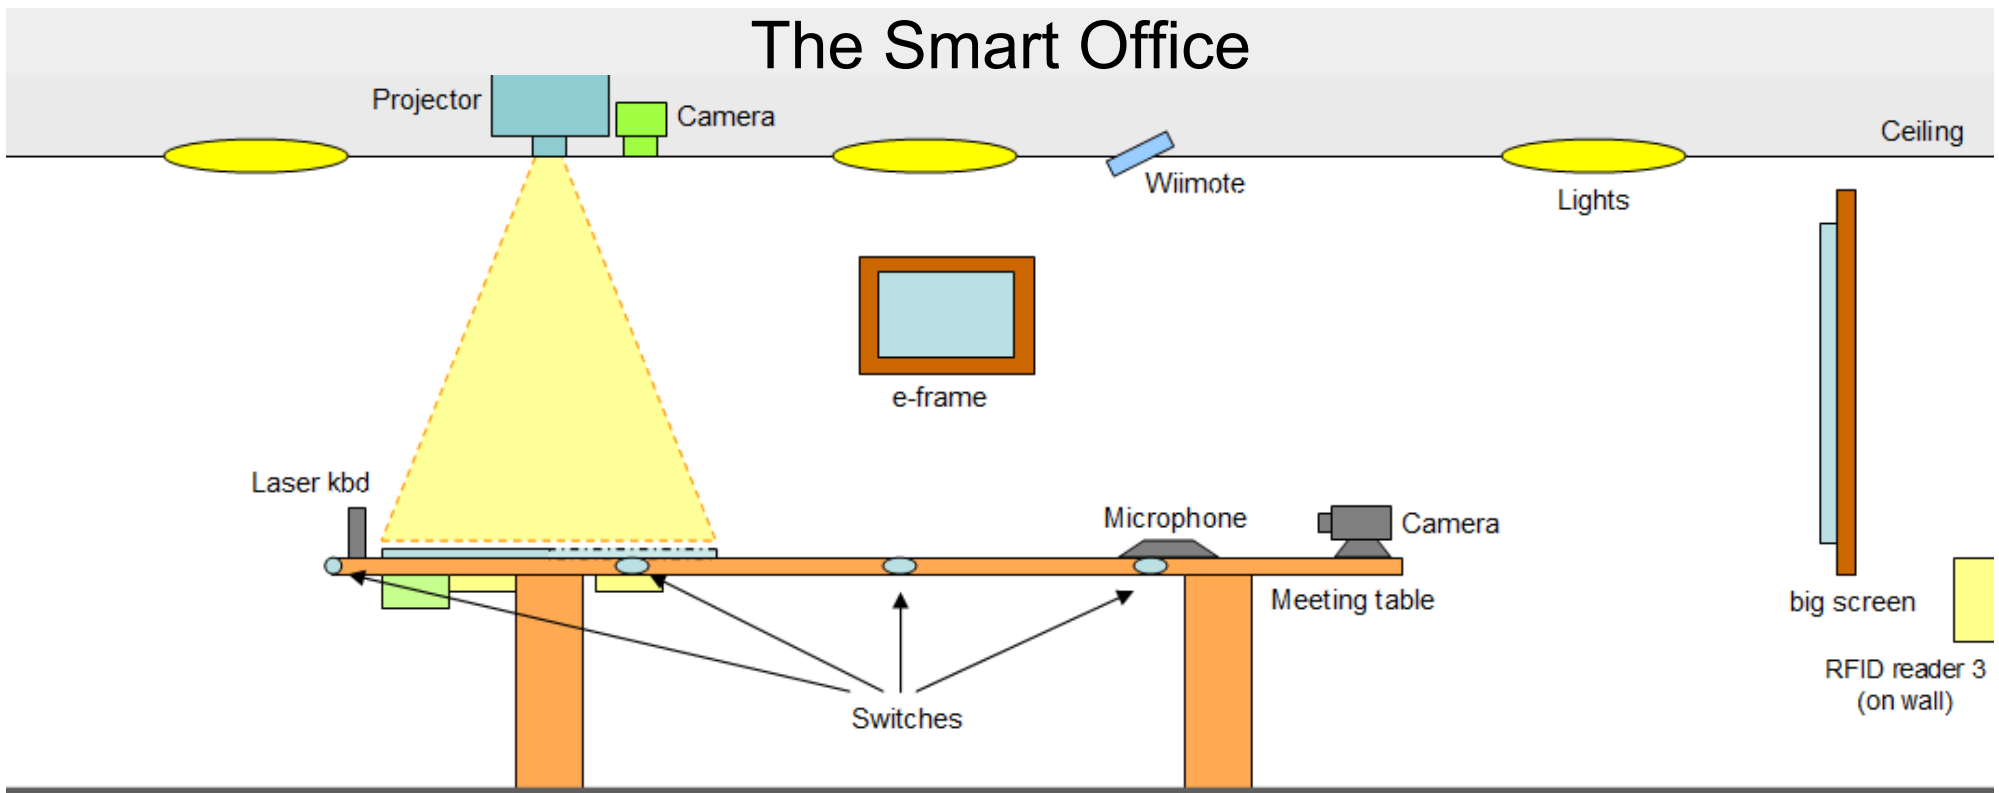 The Smart Office
Projector
Camera
Ceiling
Wiimote
Lights
e-frame
Laser kbd
Microphone
Camera
Meeting table
big screen
RFID reader 3
(on wall)
Switches